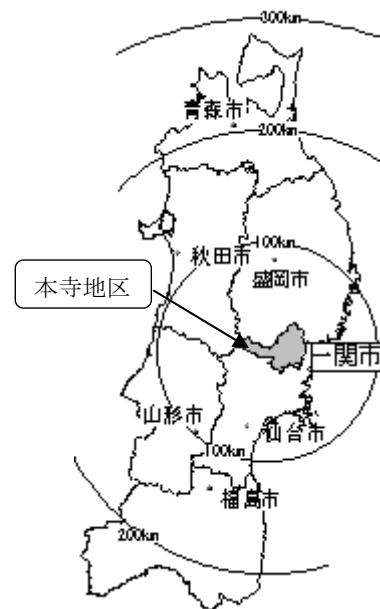 300km
青森市
200km
100km
秋田市
盛岡市
本寺地区
一関市
山形市
仙台市
100km
福島市
200km